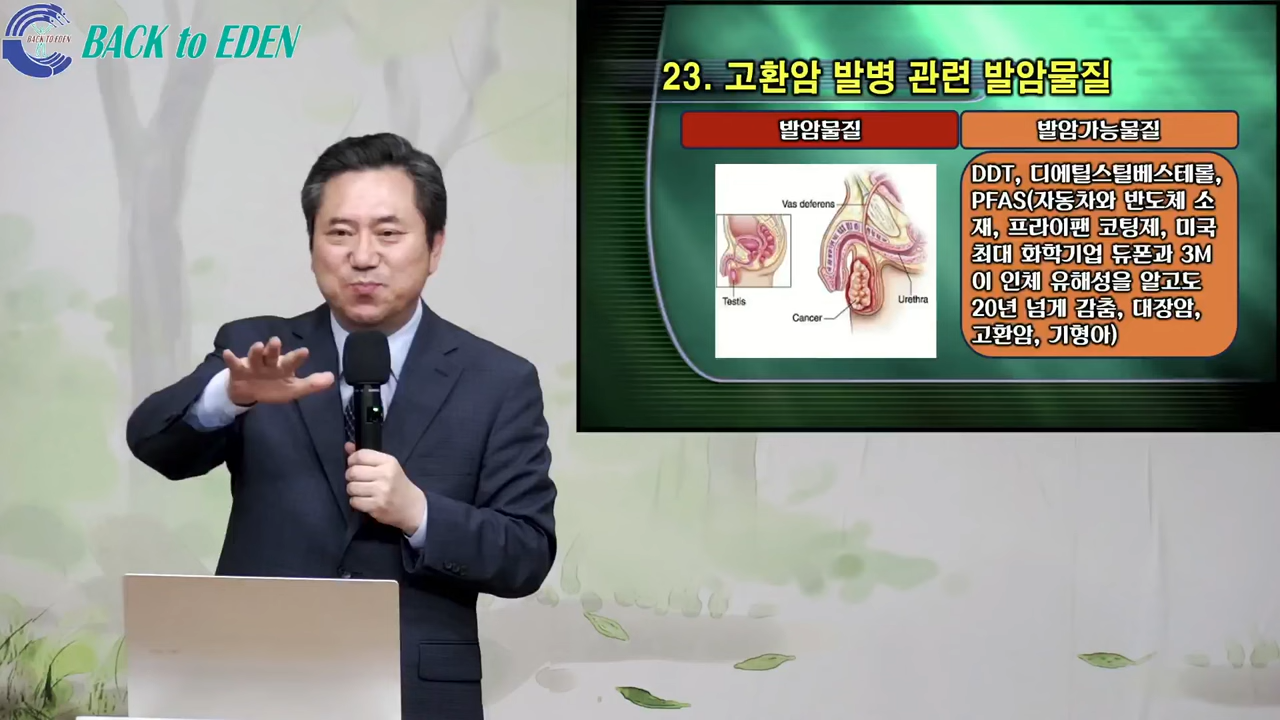 BACK TO EDEN
BACK to EDEN
23. 고환암 발병 관련 발암물질
발암물질
발암가능물질
Vas deferens
Testis
Cancer
Urethra
DDT, 디에틸스틸베스테롤,
PFAS(자동차와 반도체 소
재, 프라이팬 코팅제, 미국
최대 화학기업 듀폰과 3M
이 인체 유해성을 알고도
20년 넘게 감춤, 대장암,
고환암, 기형아)